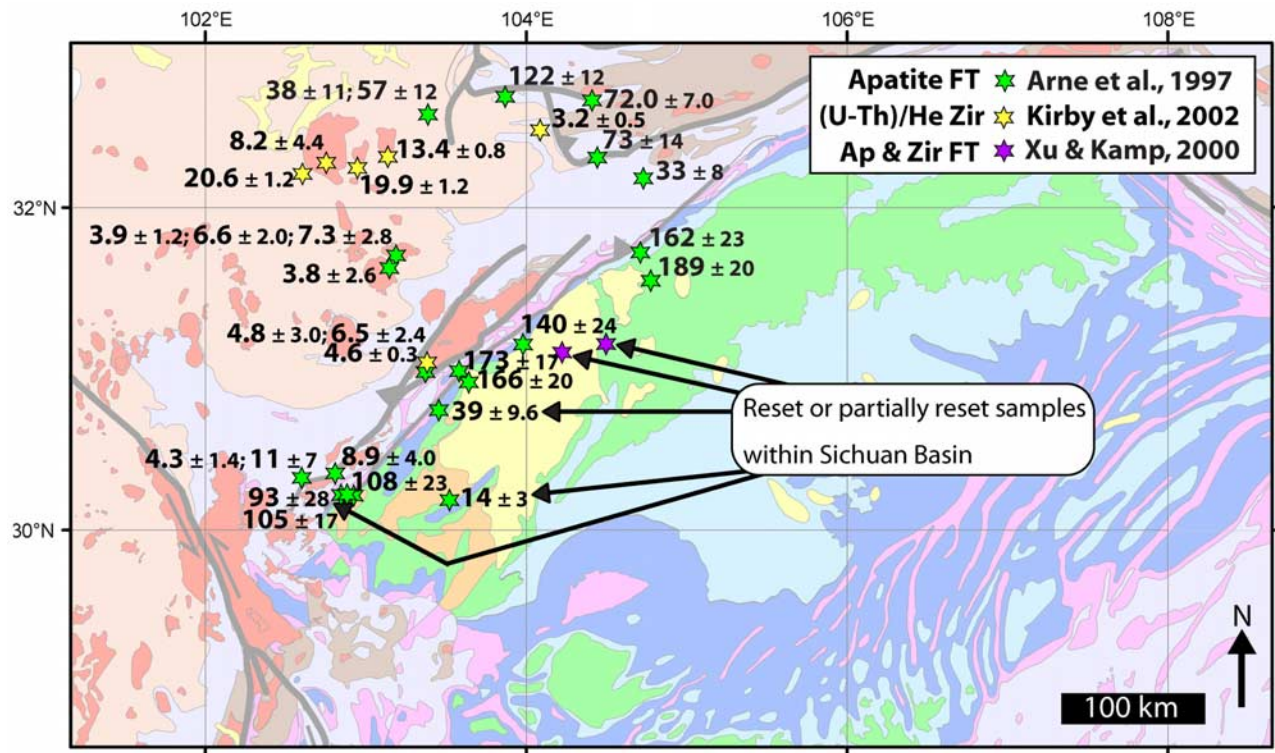 102°E 104°E 106°E 108°E
Apatite FT Arne et al., 1997
(U-Th)/He Zir Kirby et al., 2002
Ap & Zir FT Xu & Kamp, 2000
122 ± 12
38 ± 11; 57 ± 12
72.0 ± 7.0
3.2 ± 0.5
8.2 ± 4.4
13.4 ± 0.8
73 ± 14
20.6 ± 1.2
19.9 ± 1.2
33 ± 8
32°N
3.9 ± 1.2; 6.6 ± 2.0; 7.3 ± 2.8
162 ± 23
3.8 ± 2.6
189 ± 20
4.8 ± 3.0; 6.5 ± 2.4
140 ± 24
4.6 ± 0.3
173 ± 17
166 ± 20
39 ± 9.6
Reset or partially reset samples
within Sichuan Basin
4.3 ± 1.4; 11 ± 7
8.9 ± 4.0
108 ± 23
93 ± 28
14 ± 3
105 ± 17
30°N
N
100 km